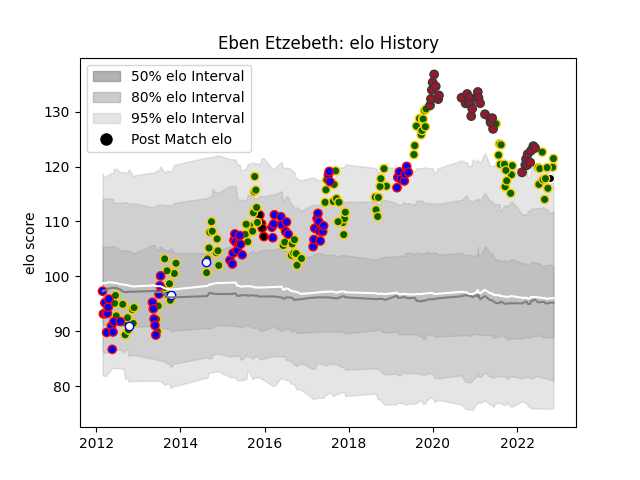 Eben Etzebeth: elo History
50% elo Interval
80% elo Interval
95% elo Interval
Post Match elo
elo score
130
120
110
100
90
80
2012 2014 2016 2018 2020 2022